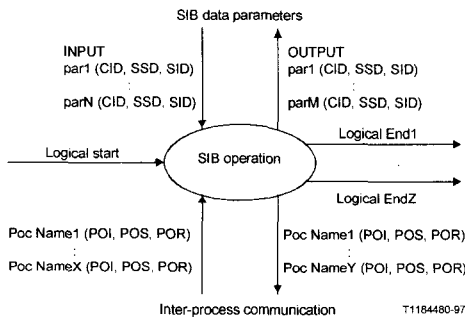 SIB data parameters
INPUT
par1 (CID, SSD, SID)
⋮
parN (CID, SSD, SID)
OUTPUT
par1 (CID, SSD, SID)
⋮
parM (CID, SSD, SID)
Logical start
SIB operation
Logical End1
Logical EndZ
Poc Name1 (POI, POS, POR)
⋮
Poc NameX (POI, POS, POR)
Poc Name1 (POI, POS, POR)
⋮
Poc NameY (POI, POS, POR)
Inter-process communication
T1184480-97